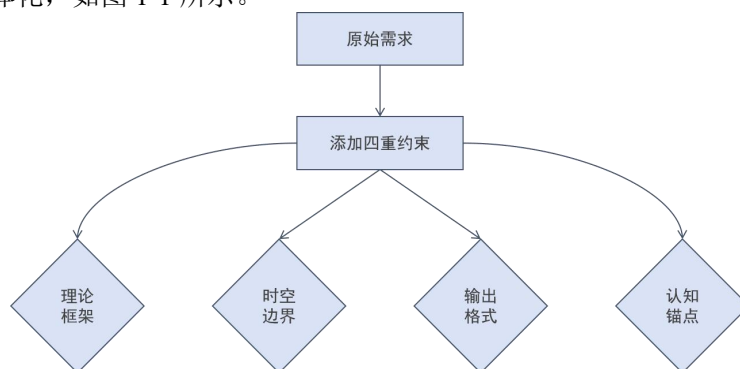 如图 1-1 所示。
原始需求
添加四重约束
理论
框架
时空
边界
输出
格式
认知
锚点